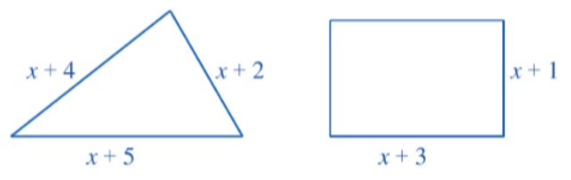 x + 4
x + 2
x + 5
x + 1
x + 3